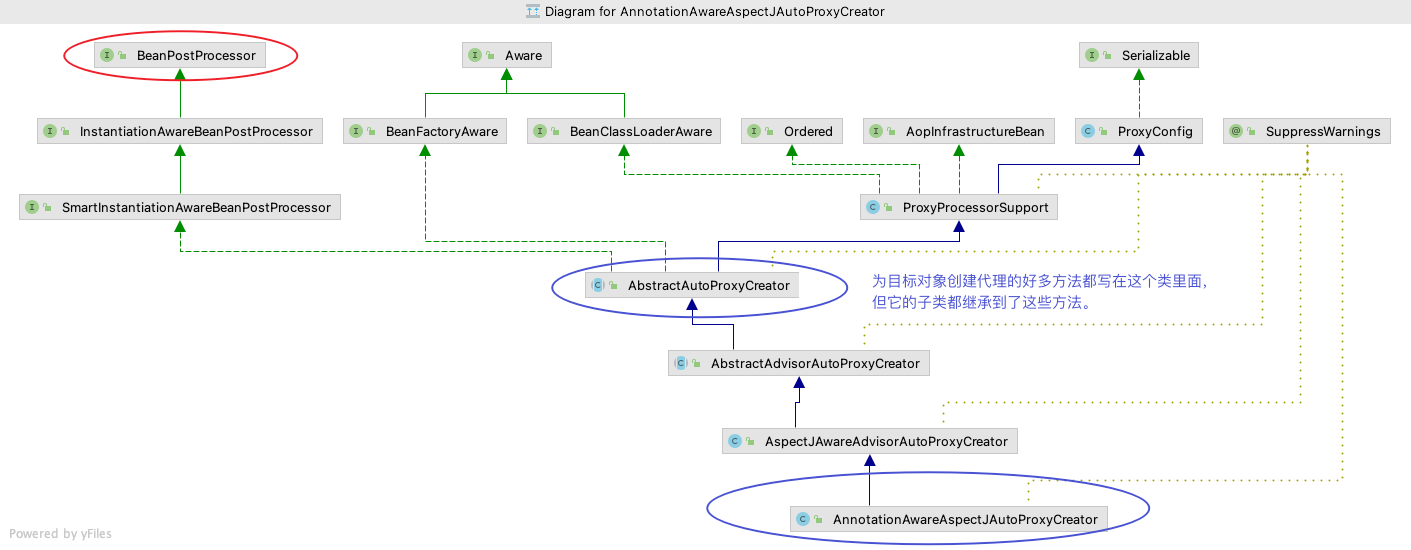 Diagram for AnnotationAwareAspectJAutoProxyCreator
BeanPostProcessor
Aware
Serializable
InstantiationAwareBeanPostProcessor
BeanFactoryAware
BeanClassLoaderAware
Ordered
AopInfrastructureBean
ProxyConfig
SuppressWarnings
SmartInstantiationAwareBeanPostProcessor
ProxyProcessorSupport
AbstractAutoProxyCreator
为目标对象创建代理的好多方法都写在这个类里面，
但它的子类都继承到了这些方法。
AbstractAdvisorAutoProxyCreator
AspectJAwareAdvisorAutoProxyCreator
AnnotationAwareAspectJAutoProxyCreator
Powered by yFiles